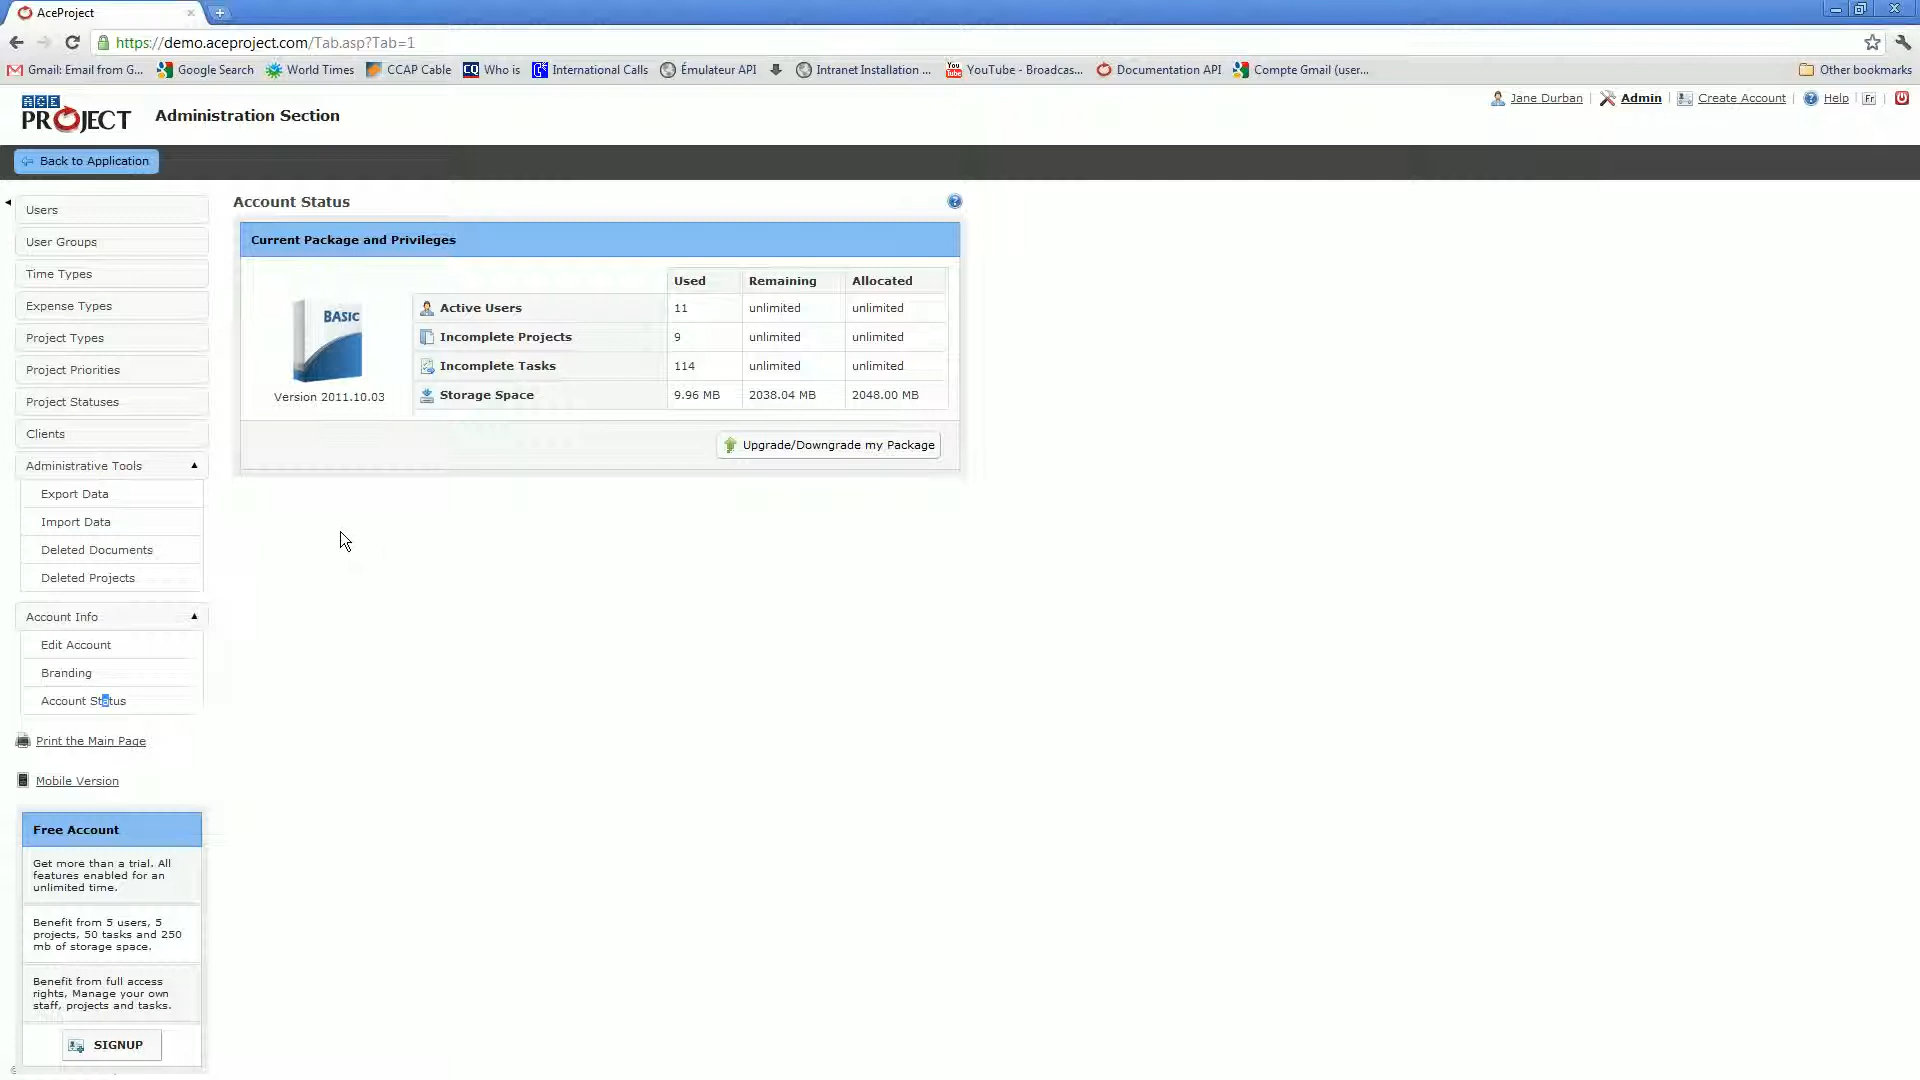 AceProject
https://demo.aceproject.com/Tab.asp?Tab=1
Gmail: Email from G... Google Search World Times CCAP Cable CQ Who is International Calls Émulateur API Intranet Installation ... YouTube - Broadcas... Documentation API Compte Gmail (user... Other bookmarks
ACE PROJECT Administration Section
Jane Durban Admin Create Account Help Fr
Back to Application
Users
User Groups
Time Types
Expense Types
Project Types
Project Priorities
Project Statuses
Clients
Administrative Tools
Export Data
Import Data
Deleted Documents
Deleted Projects
Account Info
Edit Account
Branding
Account Status
Print the Main Page
Mobile Version
Free Account
Get more than a trial. All
features enabled for an
unlimited time.
Benefit from 5 users, 5
projects, 50 tasks and 250
mb of storage space.
Benefit from full access
rights, Manage your own
staff, projects and tasks.
SIGNUP
Account Status
Current Package and Privileges
BASIC
Version 2011.10.03
Used Remaining Allocated
Active Users 11 unlimited unlimited
Incomplete Projects 9 unlimited unlimited
Incomplete Tasks 114 unlimited unlimited
Storage Space 9.96 MB 2038.04 MB 2048.00 MB
Upgrade/Downgrade my Package